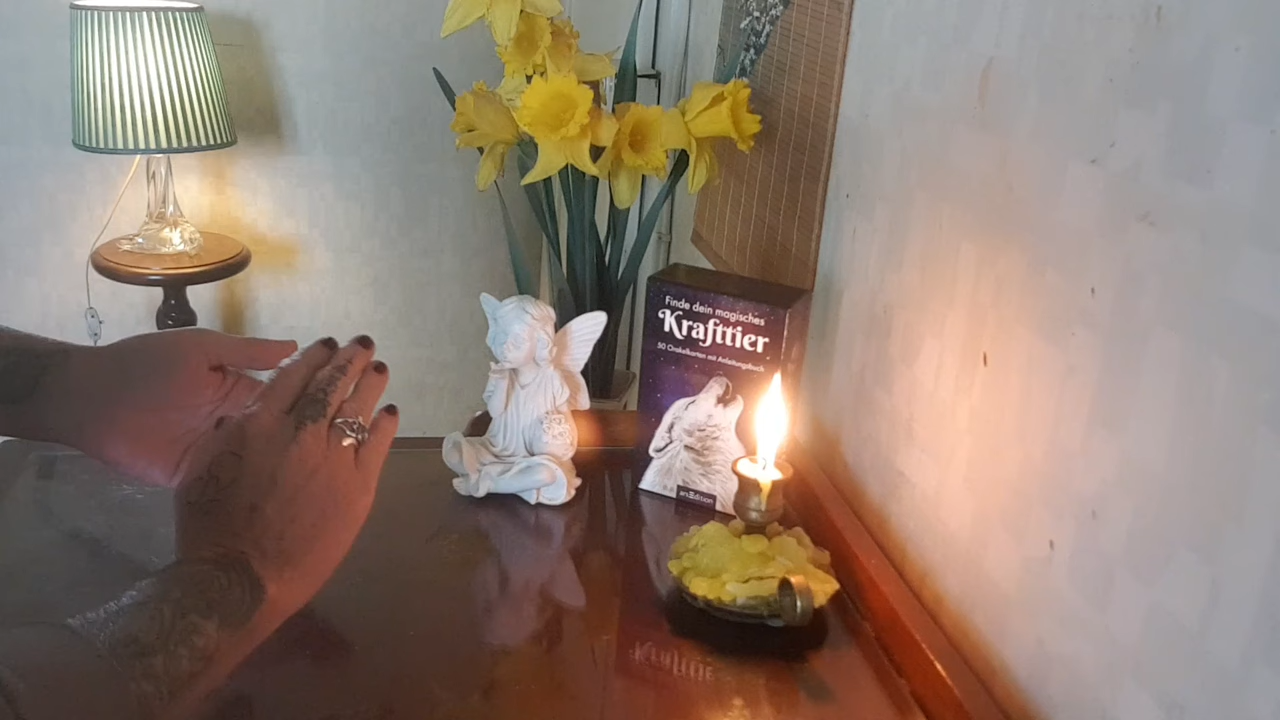 Finde dein magisches
Krafttier
50 Orakelkarten mit Anleitungsbuch
arsEdition